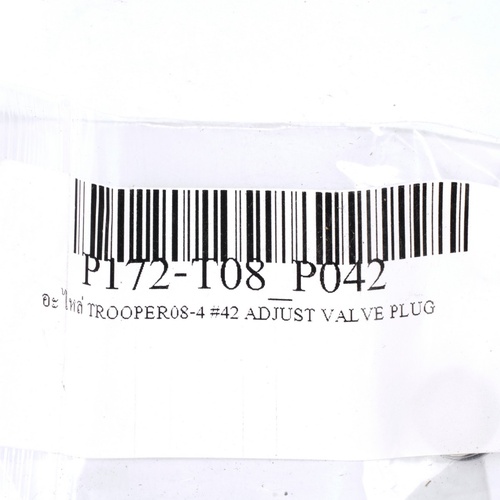 P172-T08_P042
อะไหล่ TROOPER08-4 #42 ADJUST VALVE PLUG